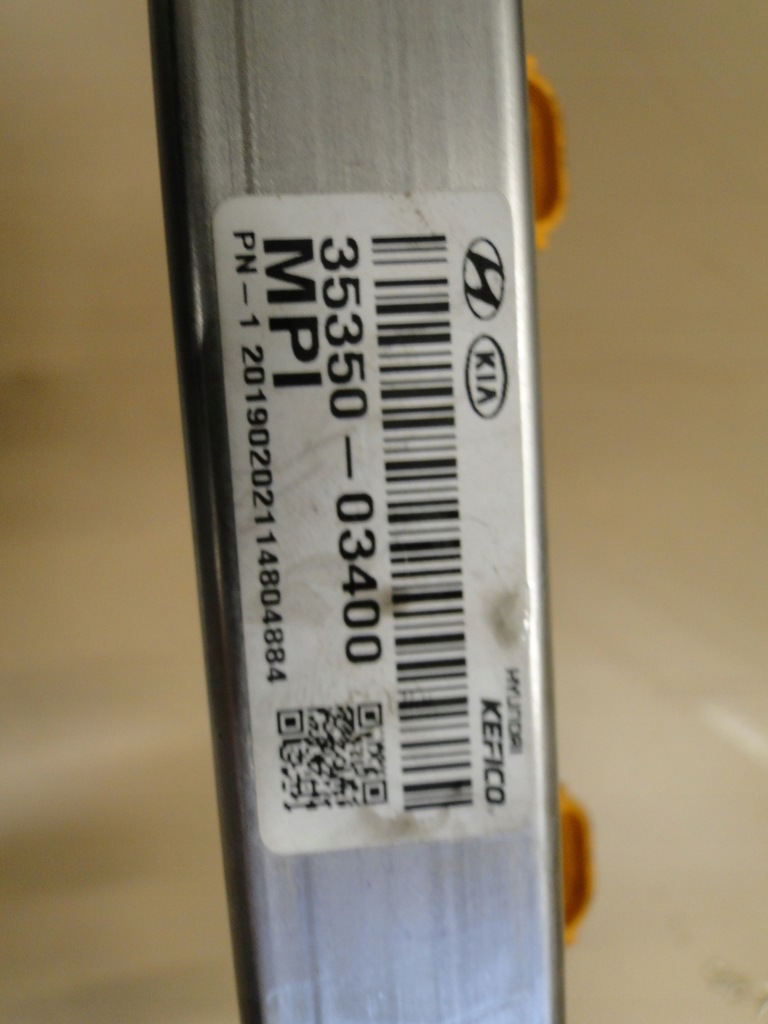 KIA
HYUNDAI
KEFICO
35350-03400
MPI
PN-1 20190202114804884